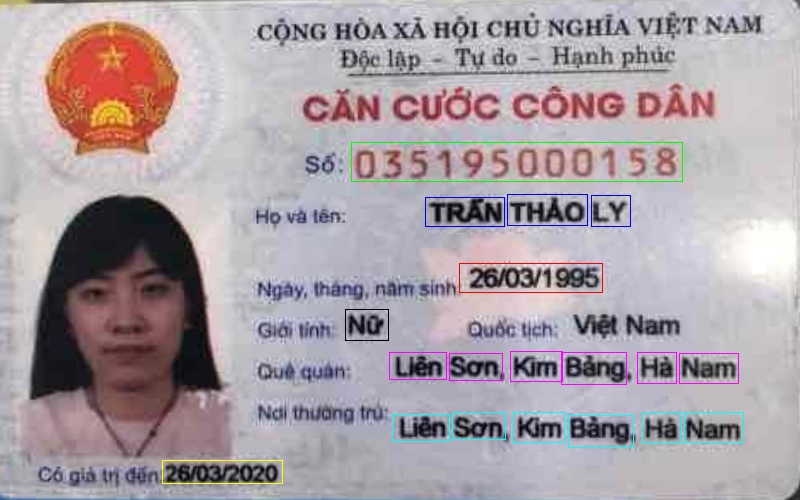 CỘNG HÒA XÃ HỘI CHỦ NGHĨA VIỆT NAM
Độc lập - Tự do - Hạnh phúc
CĂN CƯỚC CÔNG DÂN
Số: 035195000158
Họ và tên: TRẦN THẢO LY
Ngày, tháng, năm sinh: 26/03/1995
Giới tính: Nữ Quốc tịch: Việt Nam
Quê quán: Liên Sơn, Kim Bảng, Hà Nam
Nơi thường trú: Liên Sơn, Kim Bảng, Hà Nam
Có giá trị đến 26/03/2020